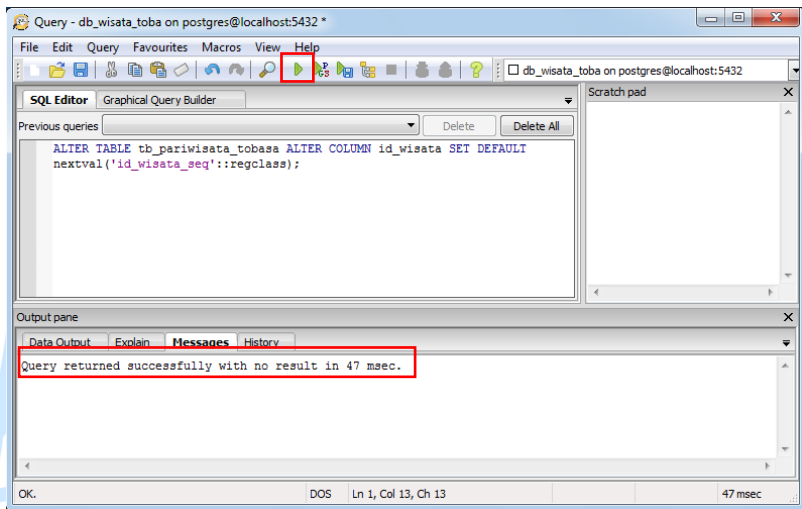 Query - db_wisata_toba on postgres@localhost:5432 *
File Edit Query Favourites Macros View Help
db_wisata_toba on postgres@localhost:5432
SQL Editor Graphical Query Builder
Scratch pad
Previous queries Delete Delete All
ALTER TABLE tb_pariwisata_tobasa ALTER COLUMN id_wisata SET DEFAULT
nextval('id_wisata_seq'::regclass);
Output pane
Data Output Explain Messages History
Query returned successfully with no result in 47 msec.
OK. DOS Ln 1, Col 13, Ch 13 47 msec